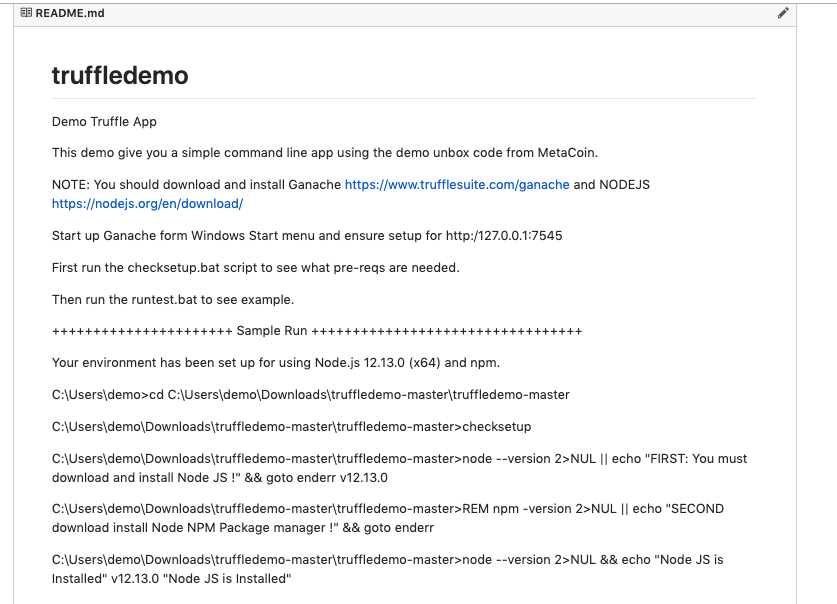 README.md
truffledemo
Demo Truffle App
This demo give you a simple command line app using the demo unbox code from MetaCoin.
NOTE: You should download and install Ganache https://www.trufflesuite.com/ganache and NODEJS
https://nodejs.org/en/download/
Start up Ganache form Windows Start menu and ensure setup for http:/127.0.0.1:7545
First run the checksetup.bat script to see what pre-reqs are needed.
Then run the runtest.bat to see example.
++++++++++++++++++++++ Sample Run +++++++++++++++++++++++++++++++++
Your environment has been set up for using Node.js 12.13.0 (x64) and npm.
C:\Users\demo>cd C:\Users\demo\Downloads\truffledemo-master\truffledemo-master
C:\Users\demo\Downloads\truffledemo-master\truffledemo-master>checksetup
C:\Users\demo\Downloads\truffledemo-master\truffledemo-master>node --version 2>NUL || echo "FIRST: You must
download and install Node JS !" && goto enderr v12.13.0
C:\Users\demo\Downloads\truffledemo-master\truffledemo-master>REM npm -version 2>NUL || echo "SECOND
download install Node NPM Package manager !" && goto enderr
C:\Users\demo\Downloads\truffledemo-master\truffledemo-master>node --version 2>NUL && echo "Node JS is
Installed" v12.13.0 "Node JS is Installed"